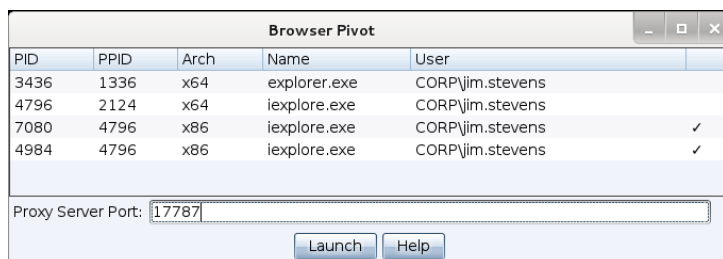 Browser Pivot
PID PPID Arch Name User
3436 1336 x64 explorer.exe CORP\jim.stevens
4796 2124 x64 iexplore.exe CORP\jim.stevens
7080 4796 x86 iexplore.exe CORP\jim.stevens ✓
4984 4796 x86 iexplore.exe CORP\jim.stevens ✓
Proxy Server Port: 17787
Launch Help